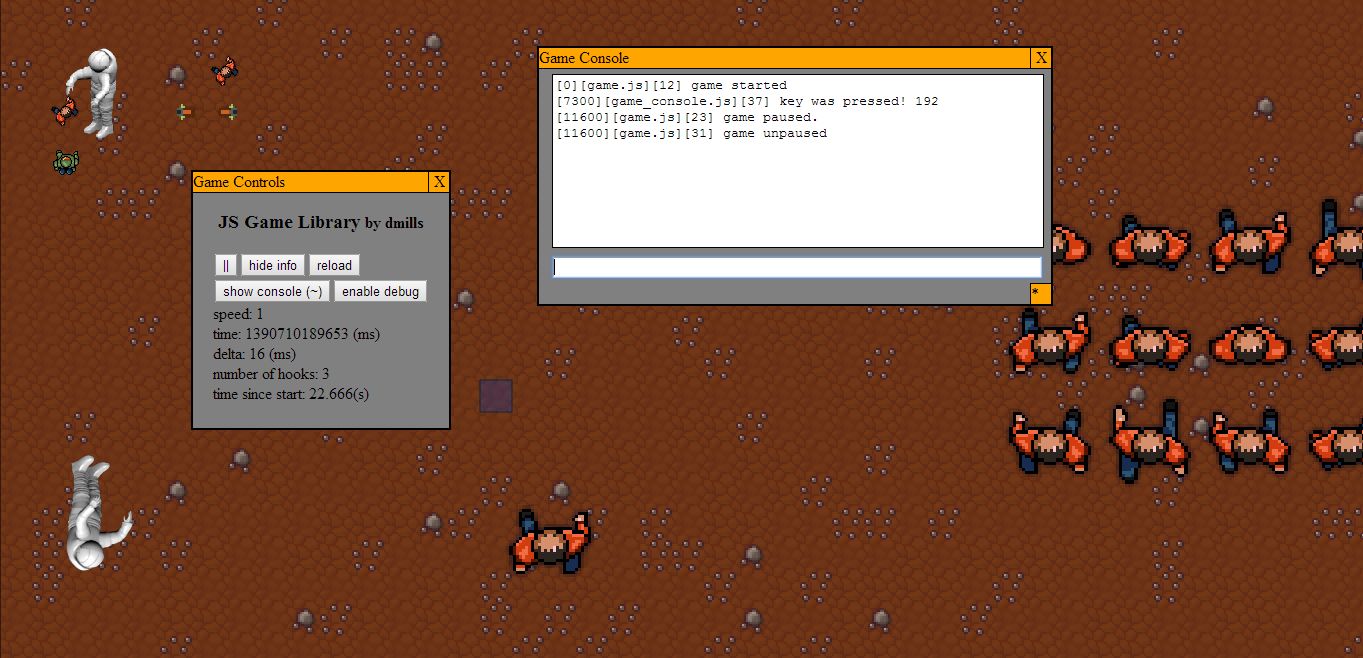 Game Console X
[0][game.js][12] game started
[7300][game_console.js][37] key was pressed! 192
[11600][game.js][23] game paused.
[11600][game.js][31] game unpaused
*
Game Controls X
JS Game Library by dmills
|| hide info reload
show console (~) enable debug
speed: 1
time: 1390710189653 (ms)
delta: 16 (ms)
number of hooks: 3
time since start: 22.666(s)